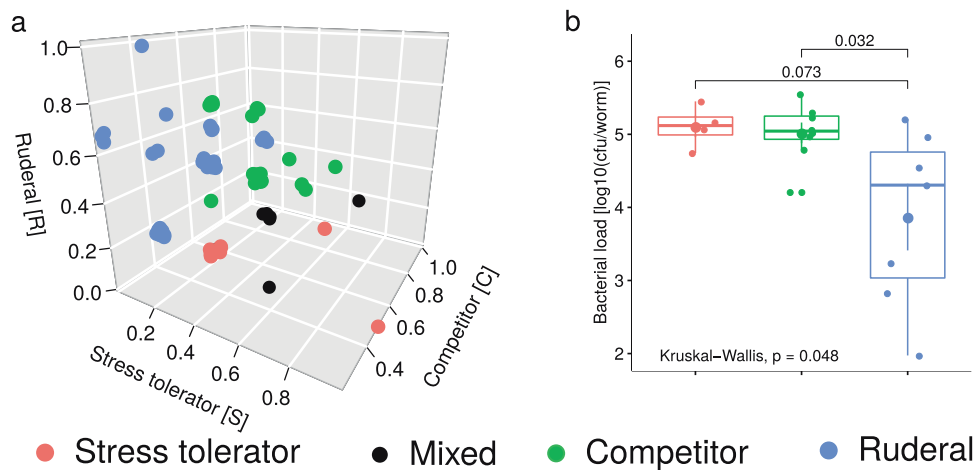 a
1.0
0.8
0.6
0.4
0.2
0.0
Ruderal [R]
0.2
0.4
0.6
0.8
Stress tolerator [S]
0.4
0.6
0.8
1.0
Competitor [C]
b
Bacterial load [log10(cfu/worm)]
6
5
4
3
2
0.032
0.073
Kruskal−Wallis, p = 0.048
Stress tolerator Mixed Competitor Ruderal